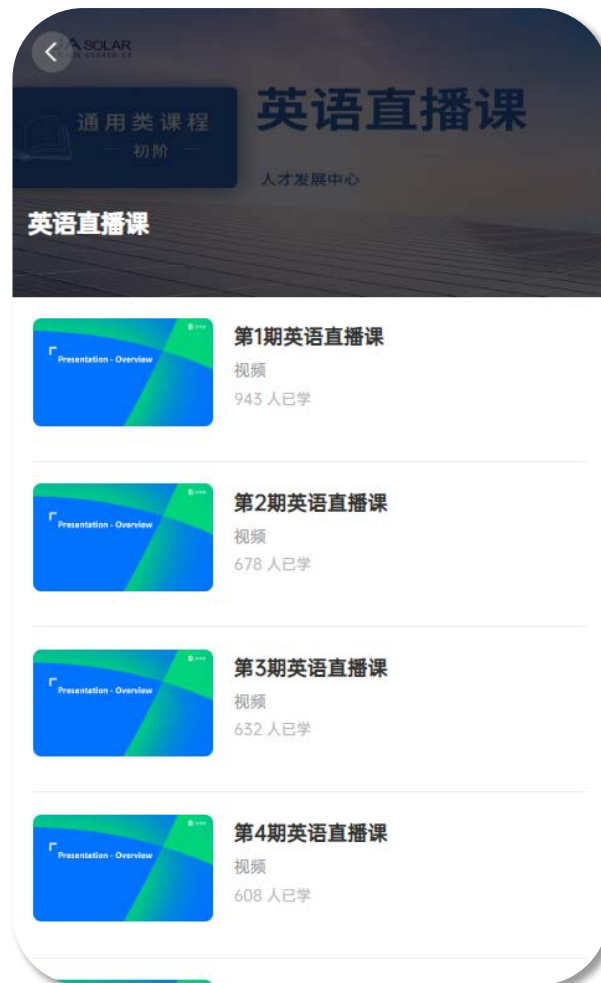 JA SOLAR
通用类课程
初阶
英语直播课
人才发展中心
英语直播课
Presentation - Overview
第1期英语直播课
视频
943 人已学
Presentation - Overview
第2期英语直播课
视频
678 人已学
Presentation - Overview
第3期英语直播课
视频
632 人已学
Presentation - Overview
第4期英语直播课
视频
608 人已学